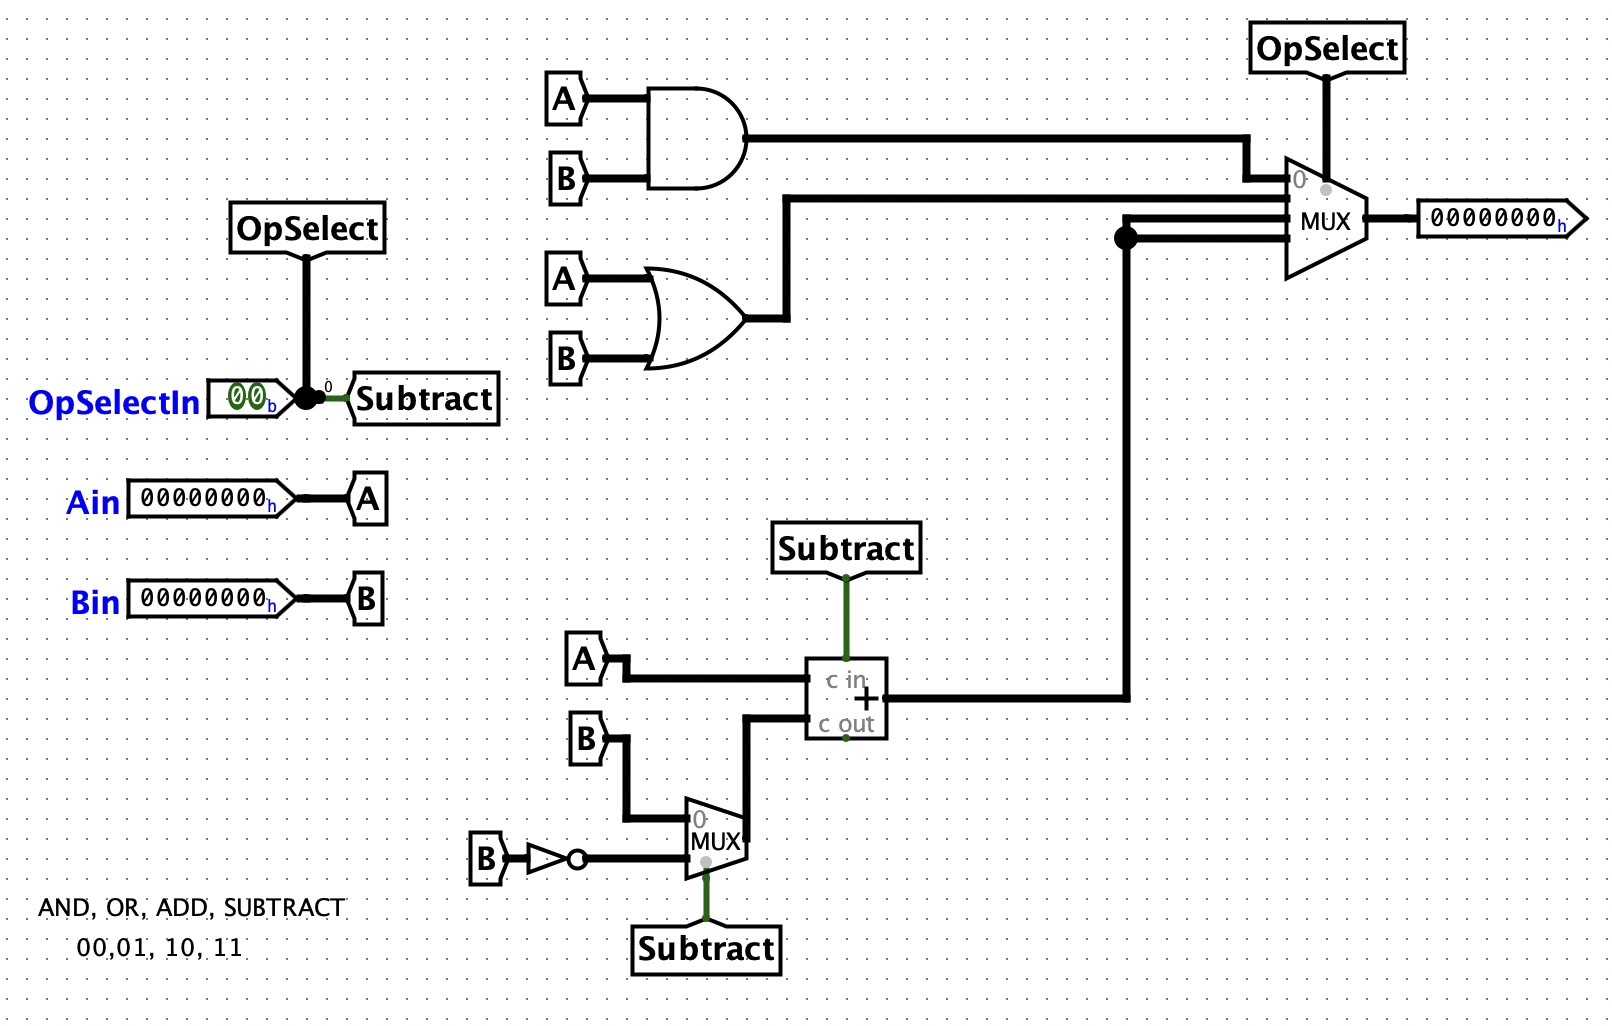 OpSelect
A
B
0
MUX
00000000h
OpSelect
A
B
OpSelectIn 00b 0 Subtract
Ain 00000000h A
Bin 00000000h B
Subtract
A
c in
+
c out
B
0
MUX
B
Subtract
AND, OR, ADD, SUBTRACT
00,01, 10, 11